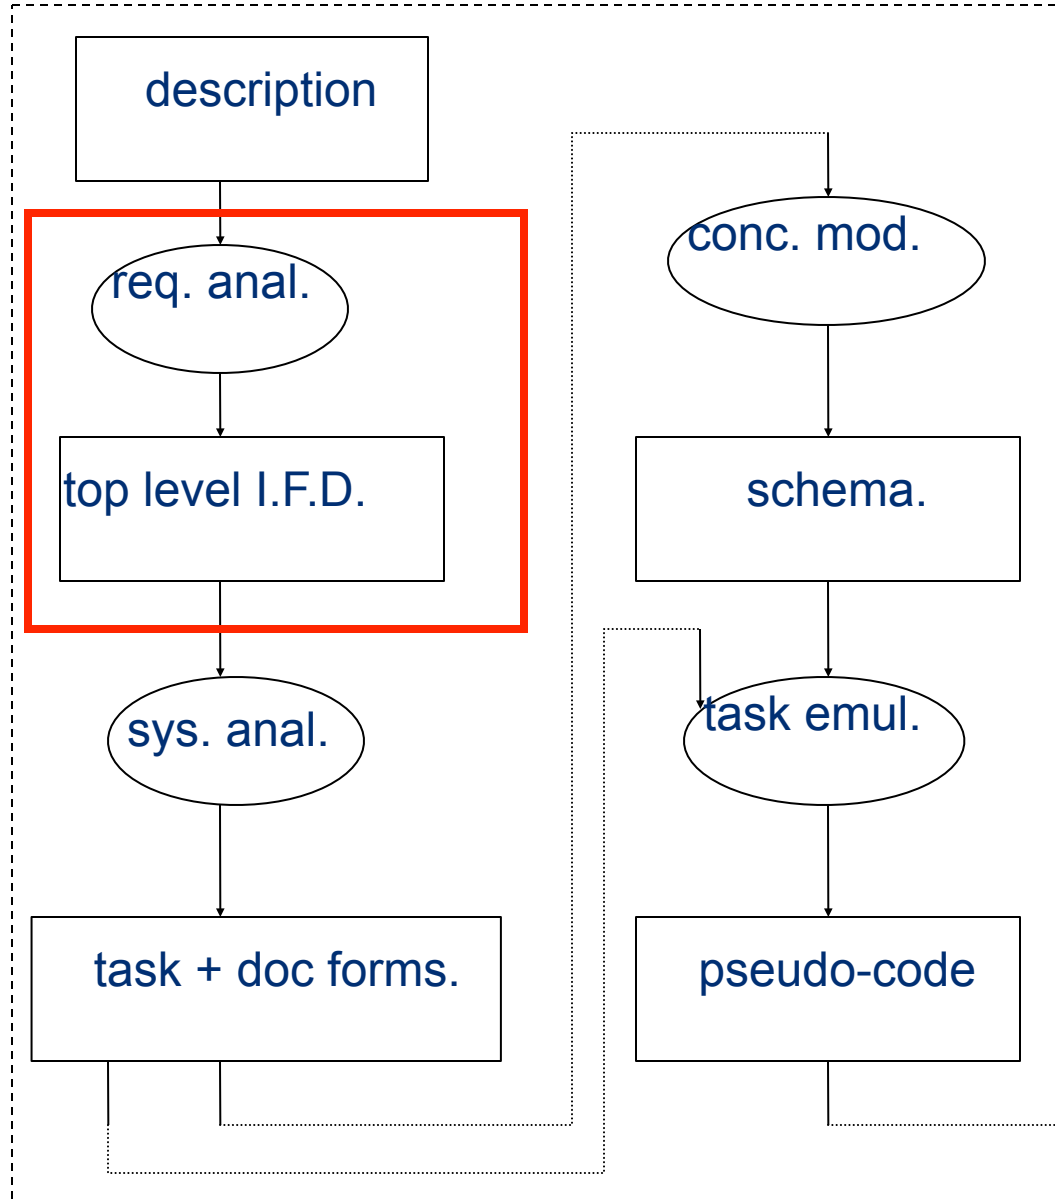 description
req. anal.
top level I.F.D.
sys. anal.
task + doc forms.
conc. mod.
schema.
task emul.
pseudo-code